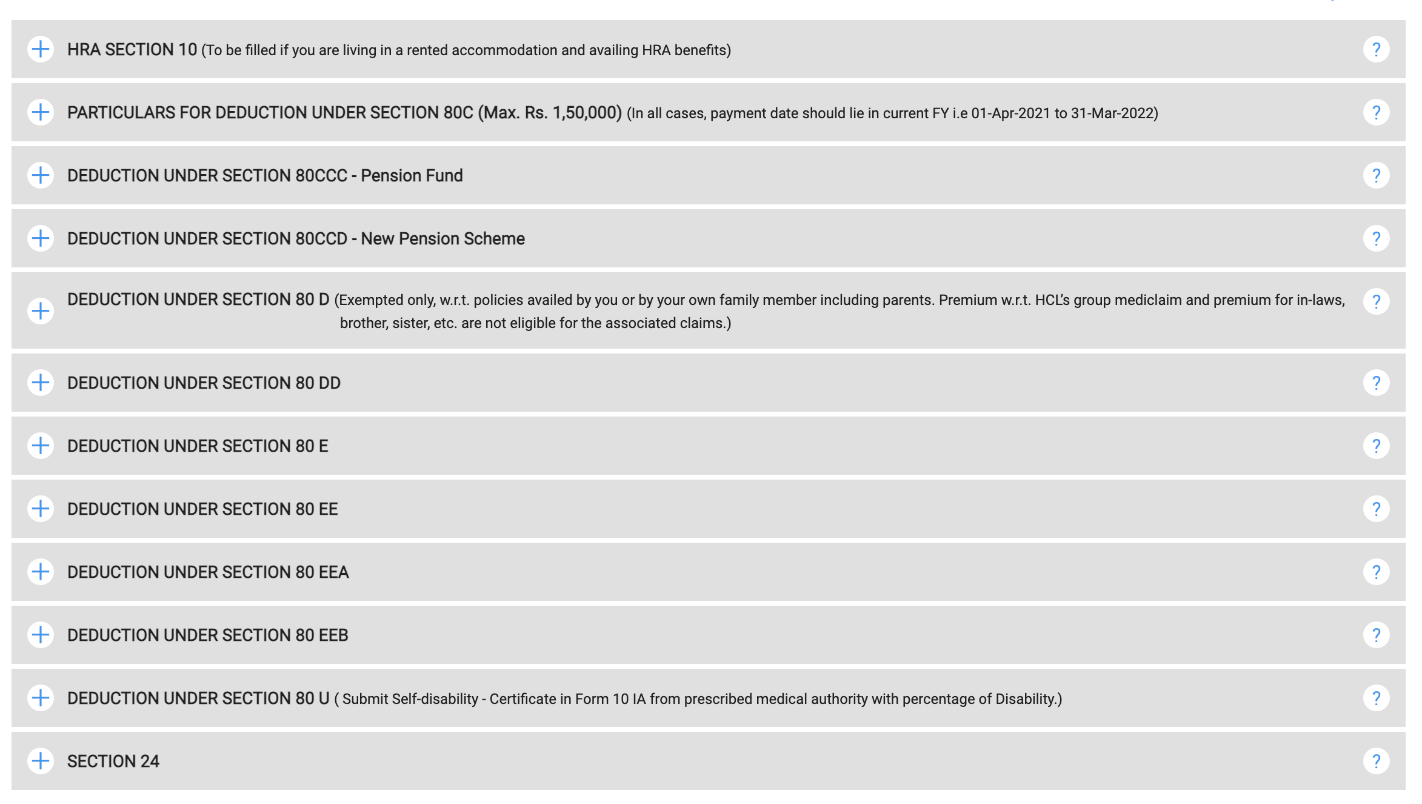 HRA SECTION 10 (To be filled if you are living in a rented accommodation and availing HRA benefits) ?
PARTICULARS FOR DEDUCTION UNDER SECTION 80C (Max. Rs. 1,50,000) (In all cases, payment date should lie in current FY i.e 01-Apr-2021 to 31-Mar-2022) ?
DEDUCTION UNDER SECTION 80CCC - Pension Fund ?
DEDUCTION UNDER SECTION 80CCD - New Pension Scheme ?
DEDUCTION UNDER SECTION 80 D (Exempted only, w.r.t. policies availed by you or by your own family member including parents. Premium w.r.t. HCL's group mediclaim and premium for in-laws, ?
brother, sister, etc. are not eligible for the associated claims.)
DEDUCTION UNDER SECTION 80 DD ?
DEDUCTION UNDER SECTION 80 E ?
DEDUCTION UNDER SECTION 80 EE ?
DEDUCTION UNDER SECTION 80 EEA ?
DEDUCTION UNDER SECTION 80 EEB ?
DEDUCTION UNDER SECTION 80 U ( Submit Self-disability - Certificate in Form 10 IA from prescribed medical authority with percentage of Disability.) ?
SECTION 24 ?